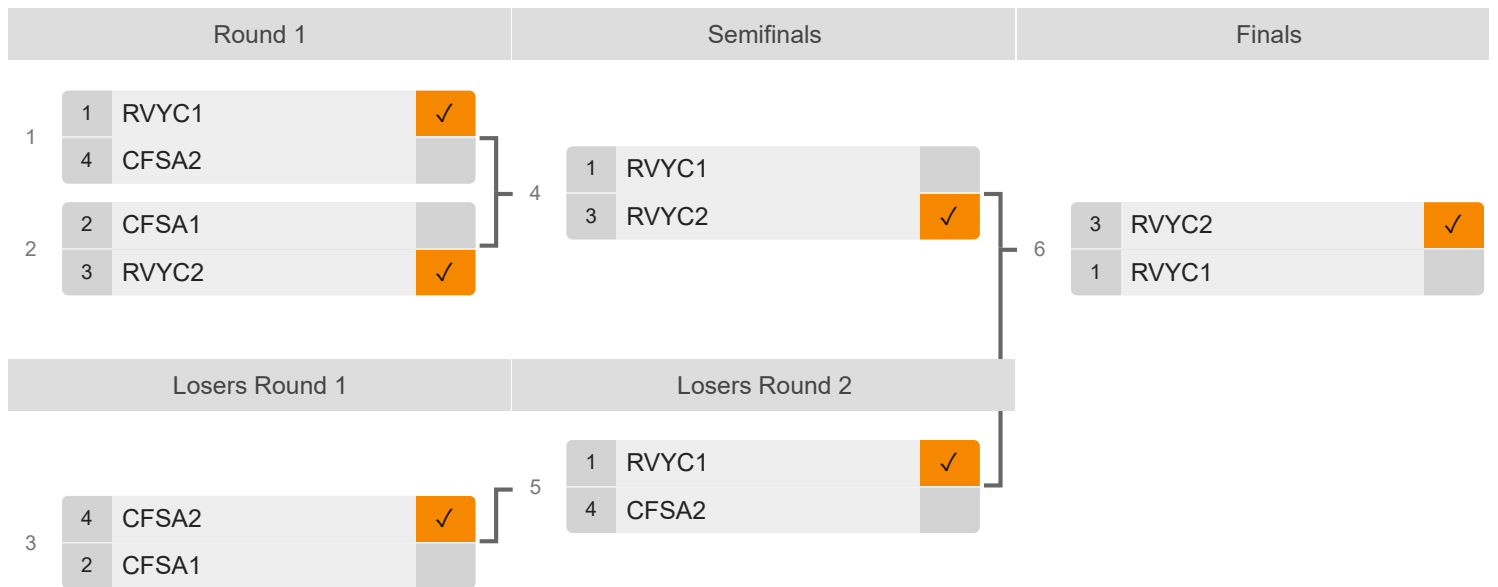 Round 1 Semifinals Finals
1 1 RVYC1 ✓
4 CFSA2
2 2 CFSA1
3 RVYC2 ✓
4 1 RVYC1
3 RVYC2 ✓
6 3 RVYC2 ✓
1 RVYC1
Losers Round 1 Losers Round 2
3 4 CFSA2 ✓
2 CFSA1
5 1 RVYC1 ✓
4 CFSA2